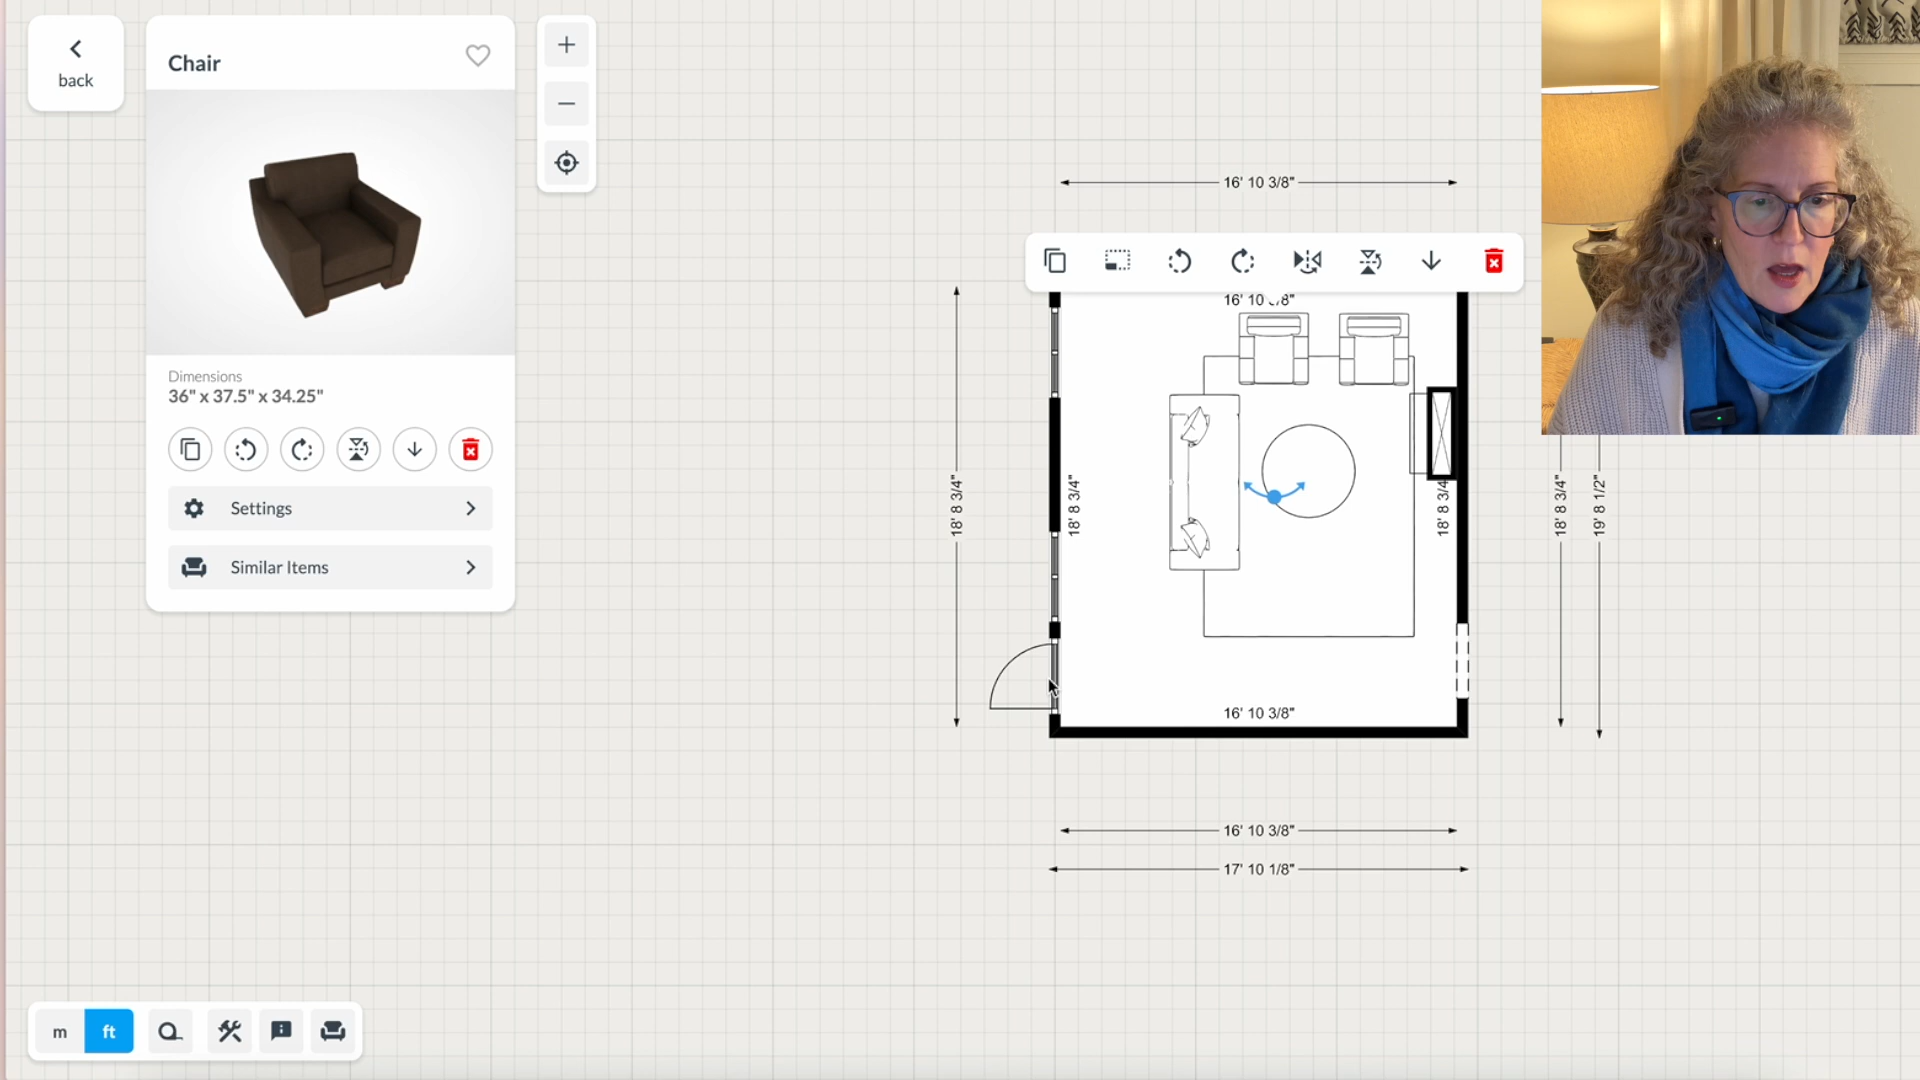 back
Chair
Dimensions
36" x 37.5" x 34.25"
Settings
Similar Items
m
ft
16' 10 3/8"
18' 8 3/4"
18' 8 3/4"
18' 8 3/4
18' 8 3/4"
19' 8 1/2"
16' 10 3/8"
16' 10 3/8"
17' 10 1/8"